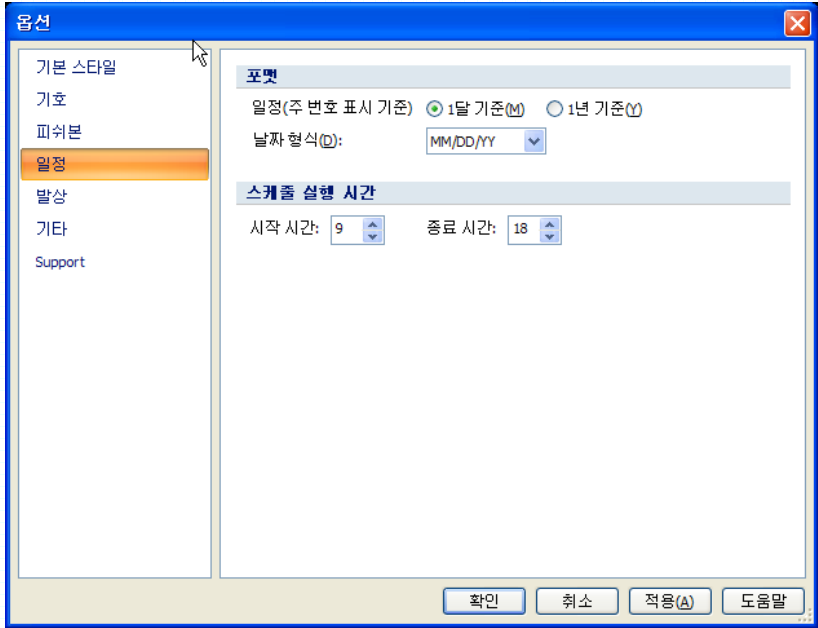 옵션
기본 스타일
기호
피쉬본
일정
발상
기타
Support
포맷
일정(주 번호 표시 기준) 1달 기준(M) 1년 기준(Y)
날짜 형식(D): MM/DD/YY
스케줄 실행 시간
시작 시간: 9 종료 시간: 18
확인 취소 적용(A) 도움말